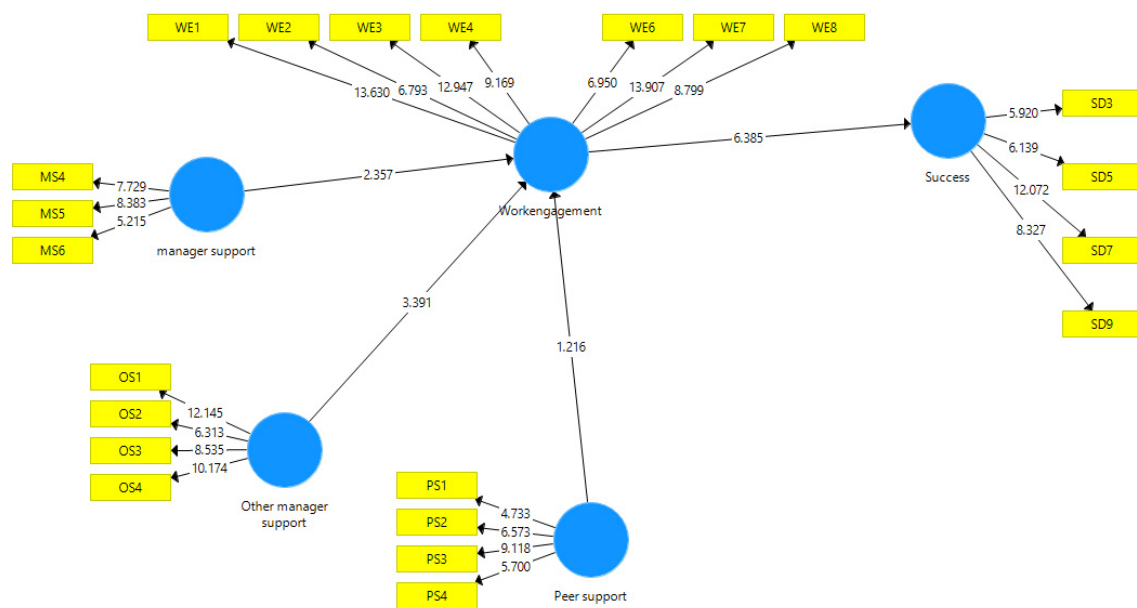 WE1
WE2
WE3
WE4
WE6
WE7
WE8
13.630
6.793
12.947
9.169
6.950
13.907
8.799
SD3
SD5
SD7
SD9
5.920
6.139
12.072
8.327
6.385
Success
Workengagement
2.357
MS4
MS5
MS6
7.729
8.383
5.215
manager support
3.391
1.216
OS1
OS2
OS3
OS4
12.145
6.313
8.535
10.174
Other manager
support
PS1
PS2
PS3
PS4
4.733
6.573
9.118
5.700
Peer support